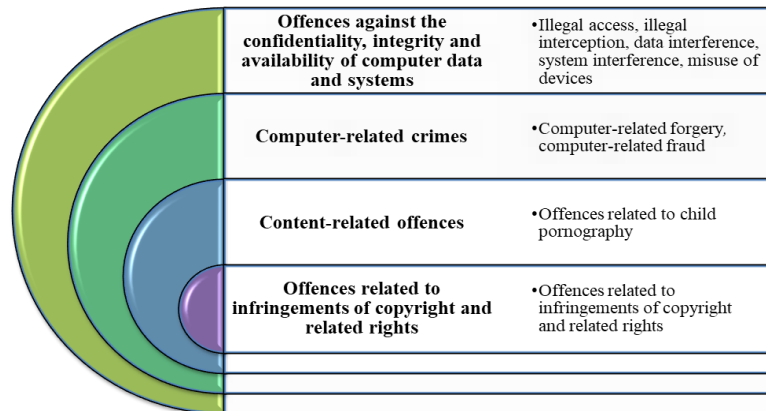 Offences against the
confidentiality, integrity and
availability of computer data
and systems
•Illegal access, illegal
interception, data interference,
system interference, misuse of
devices
Computer-related crimes
•Computer-related forgery,
computer-related fraud
Content-related offences
•Offences related to child
pornography
Offences related to
infringements of copyright and
related rights
•Offences related to
infringements of copyright
and related rights